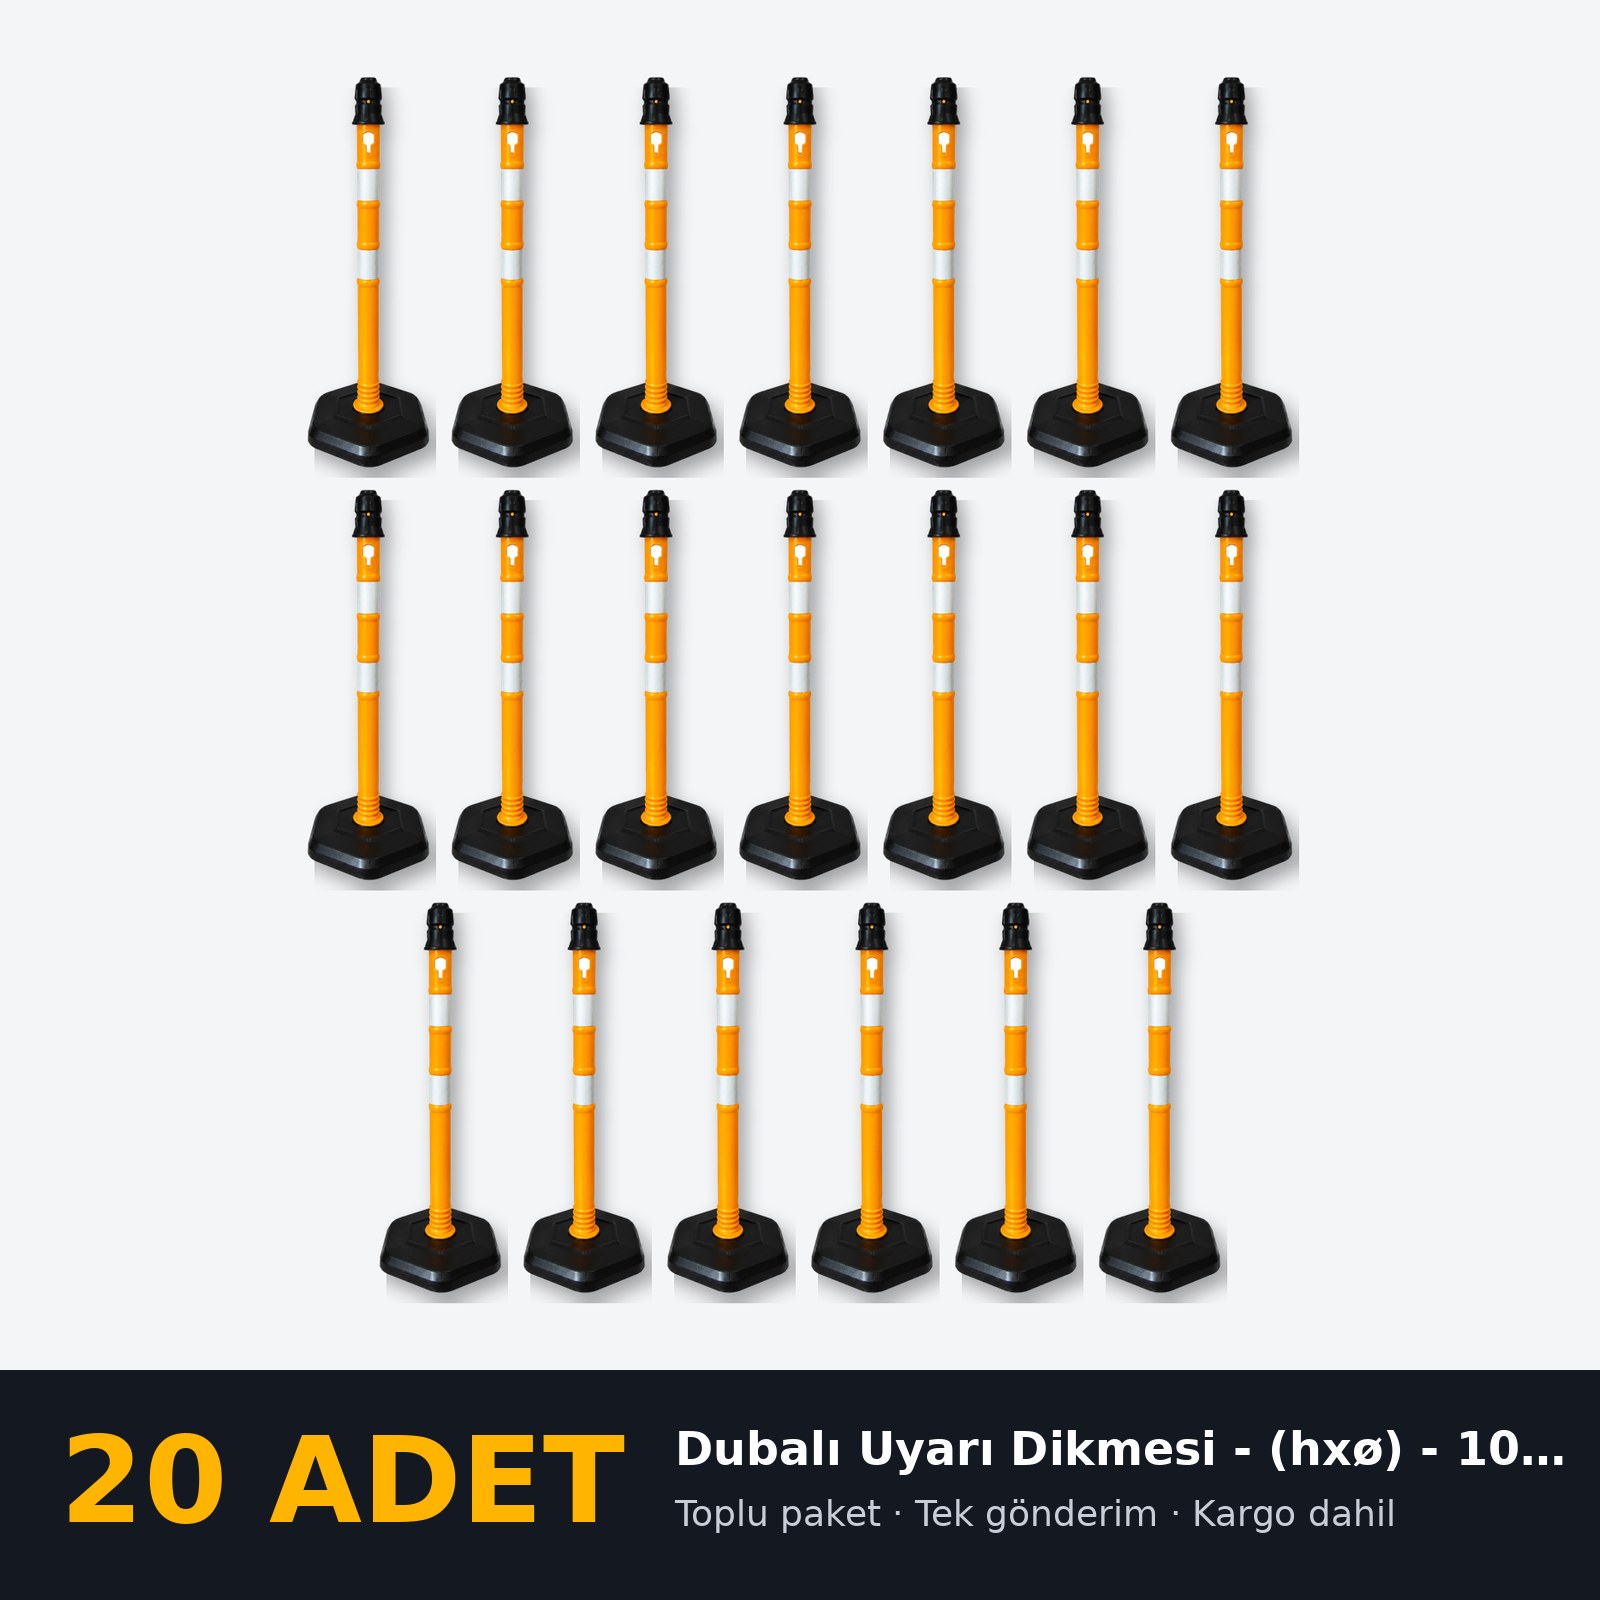 20 ADET
Dubalı Uyarı Dikmesi - (hxø) - 10...
Toplu paket · Tek gönderim · Kargo dahil